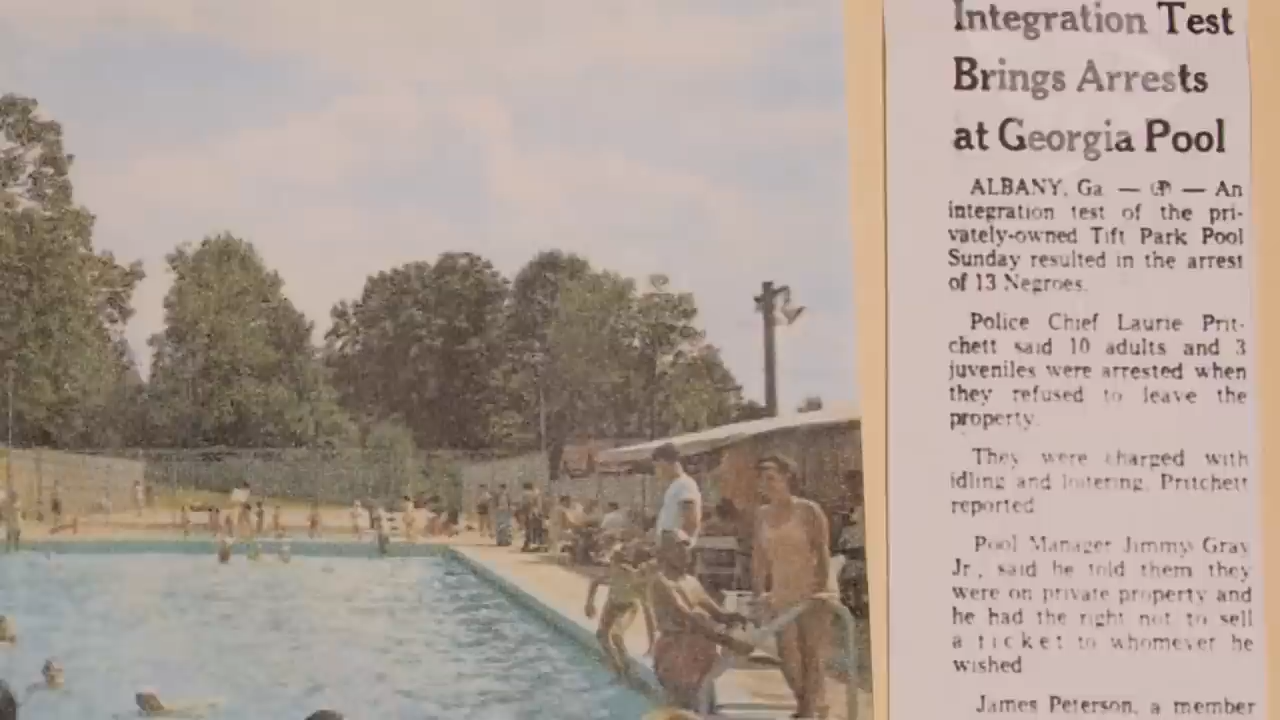 Integration Test
Brings Arrests
at Georgia Pool
ALBANY, Ga — (AP) — An
integration test of the pri-
vately-owned Tift Park Pool
Sunday resulted in the arrest
of 13 Negroes.
Police Chief Laurie Prit-
chett said 10 adults and 3
juveniles were arrested when
they refused to leave the
property.
They were charged with
idling and loitering, Pritchett
reported
Pool Manager Jimmy Gray
Jr., said he told them they
were on private property and
he had the right not to sell
a ticket to whomever he
wished
James Peterson, a member